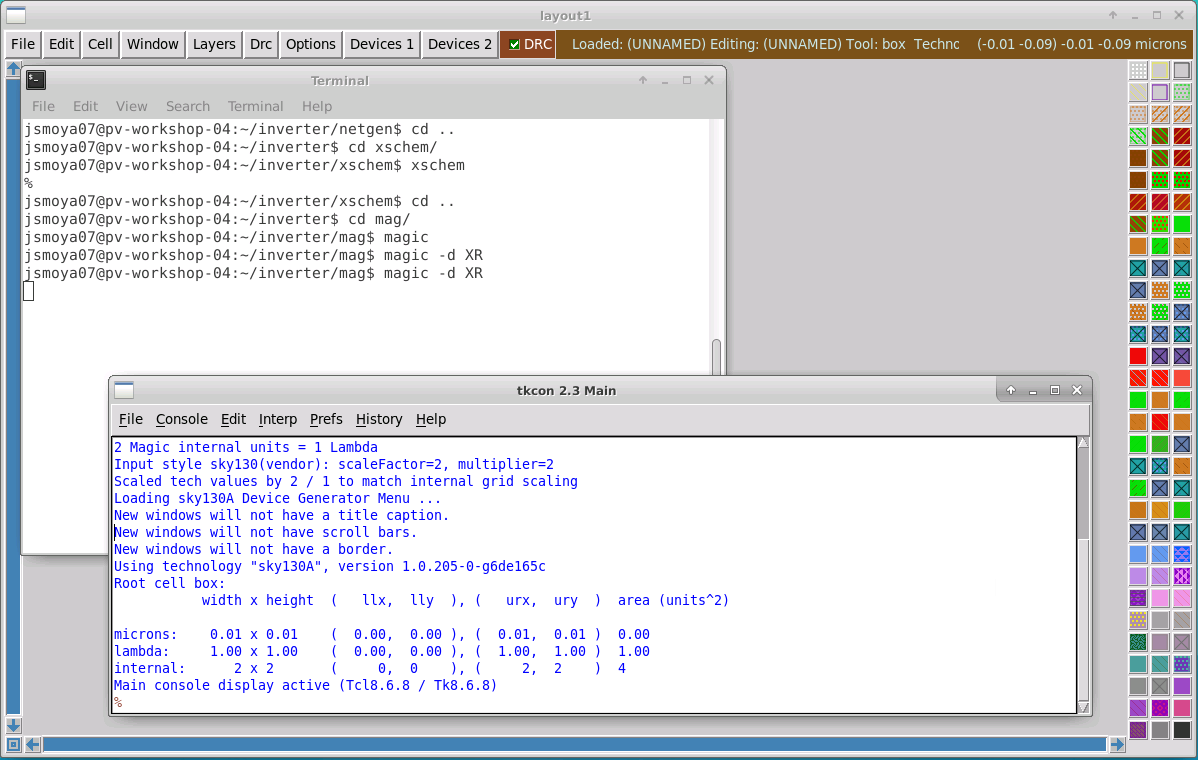 layout1
File Edit Cell Window Layers Drc Options Devices 1 Devices 2 DRC Loaded: (UNNAMED) Editing: (UNNAMED) Tool: box Technc (-0.01 -0.09) -0.01 -0.09 microns
Terminal
File Edit View Search Terminal Help
jsmoya07@pv-workshop-04:~/inverter/netgen$ cd ..
jsmoya07@pv-workshop-04:~/inverter$ cd xschem/
jsmoya07@pv-workshop-04:~/inverter/xschem$ xschem
%
jsmoya07@pv-workshop-04:~/inverter/xschem$ cd ..
jsmoya07@pv-workshop-04:~/inverter$ cd mag/
jsmoya07@pv-workshop-04:~/inverter/mag$ magic
jsmoya07@pv-workshop-04:~/inverter/mag$ magic -d XR
jsmoya07@pv-workshop-04:~/inverter/mag$ magic -d XR
tkcon 2.3 Main
File Console Edit Interp Prefs History Help
2 Magic internal units = 1 Lambda
Input style sky130(vendor): scaleFactor=2, multiplier=2
Scaled tech values by 2 / 1 to match internal grid scaling
Loading sky130A Device Generator Menu ...
New windows will not have a title caption.
New windows will not have scroll bars.
New windows will not have a border.
Using technology "sky130A", version 1.0.205-0-g6de165c
Root cell box:
width x height ( llx, lly ), ( urx, ury ) area (units^2)
microns: 0.01 x 0.01 ( 0.00, 0.00 ), ( 0.01, 0.01 ) 0.00
lambda: 1.00 x 1.00 ( 0.00, 0.00 ), ( 1.00, 1.00 ) 1.00
internal: 2 x 2 ( 0, 0 ), ( 2, 2 ) 4
Main console display active (Tcl8.6.8 / Tk8.6.8)
%